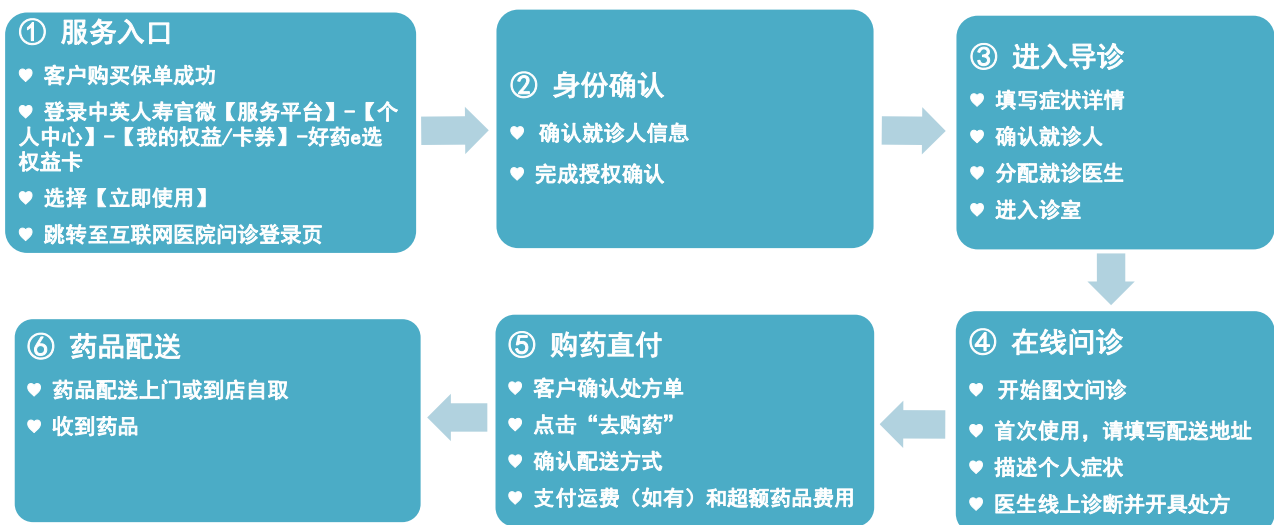 ① 服务入口
♥ 客户购买保单成功
♥ 登录中英人寿官微【服务平台】-【个
人中心】-【我的权益/卡券】-好药e选
权益卡
♥ 选择【立即使用】
♥ 跳转至互联网医院问诊登录页
② 身份确认
♥ 确认就诊人信息
♥ 完成授权确认
③ 进入导诊
♥ 填写症状详情
♥ 确认就诊人
♥ 分配就诊医生
♥ 进入诊室
④ 在线问诊
♥ 开始图文问诊
♥ 首次使用，请填写配送地址
♥ 描述个人症状
♥ 医生线上诊断并开具处方
⑤ 购药直付
♥ 客户确认处方单
♥ 点击“去购药”
♥ 确认配送方式
♥ 支付运费（如有）和超额药品费用
⑥ 药品配送
♥ 药品配送上门或到店自取
♥ 收到药品